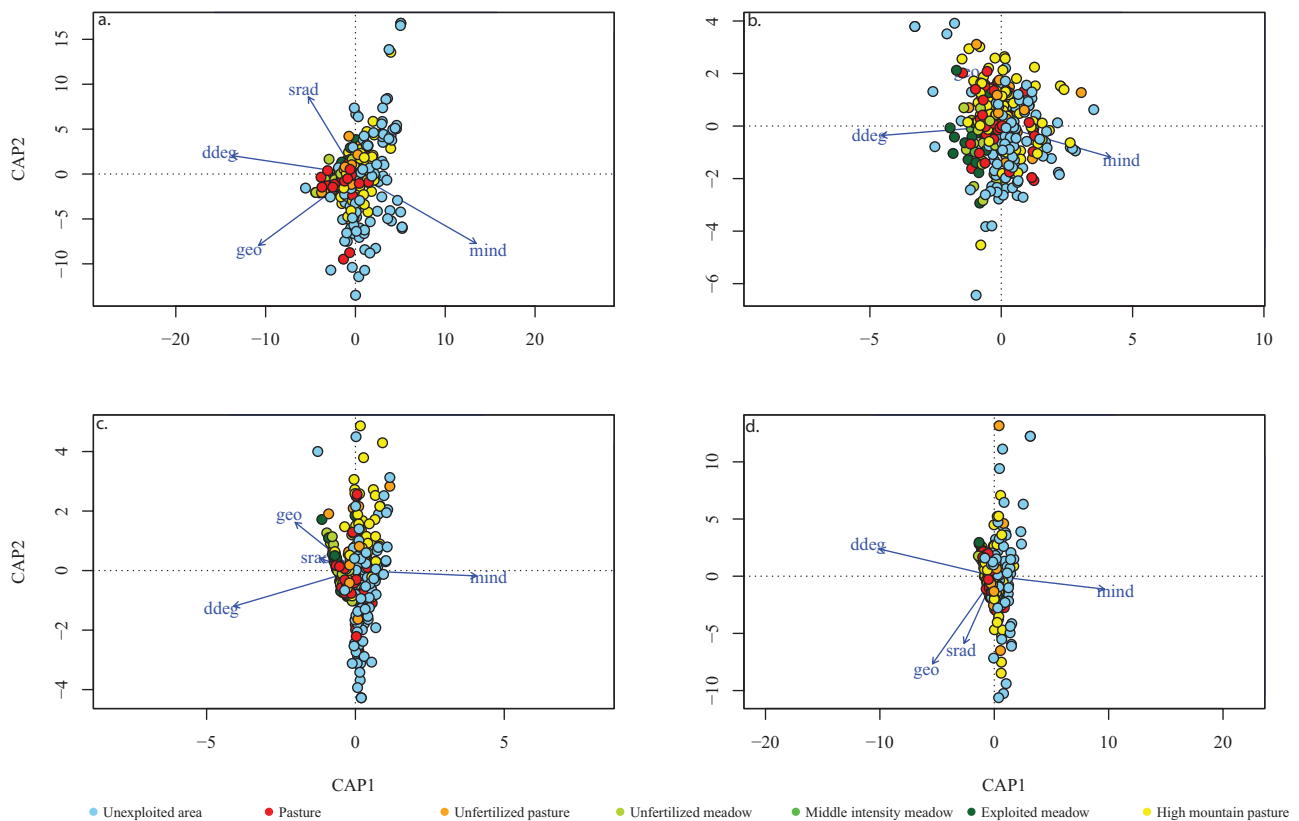 a.
15
10
5
0
−5
−10
CAP2
srad
ddeg
geo
mind
−20 −10 0 10 20
b.
4
2
0
−2
−4
−6
geo
ddeg
mind
−5 0 5 10
c.
4
2
0
−2
−4
CAP2
geo
srad
ddeg
mind
−5 0 5
CAP1
d.
10
5
0
−5
−10
ddeg
mind
srad
geo
−20 −10 0 10 20
CAP1
Unexploited area Pasture Unfertilized pasture Unfertilized meadow Middle intensity meadow Exploited meadow High mountain pasture